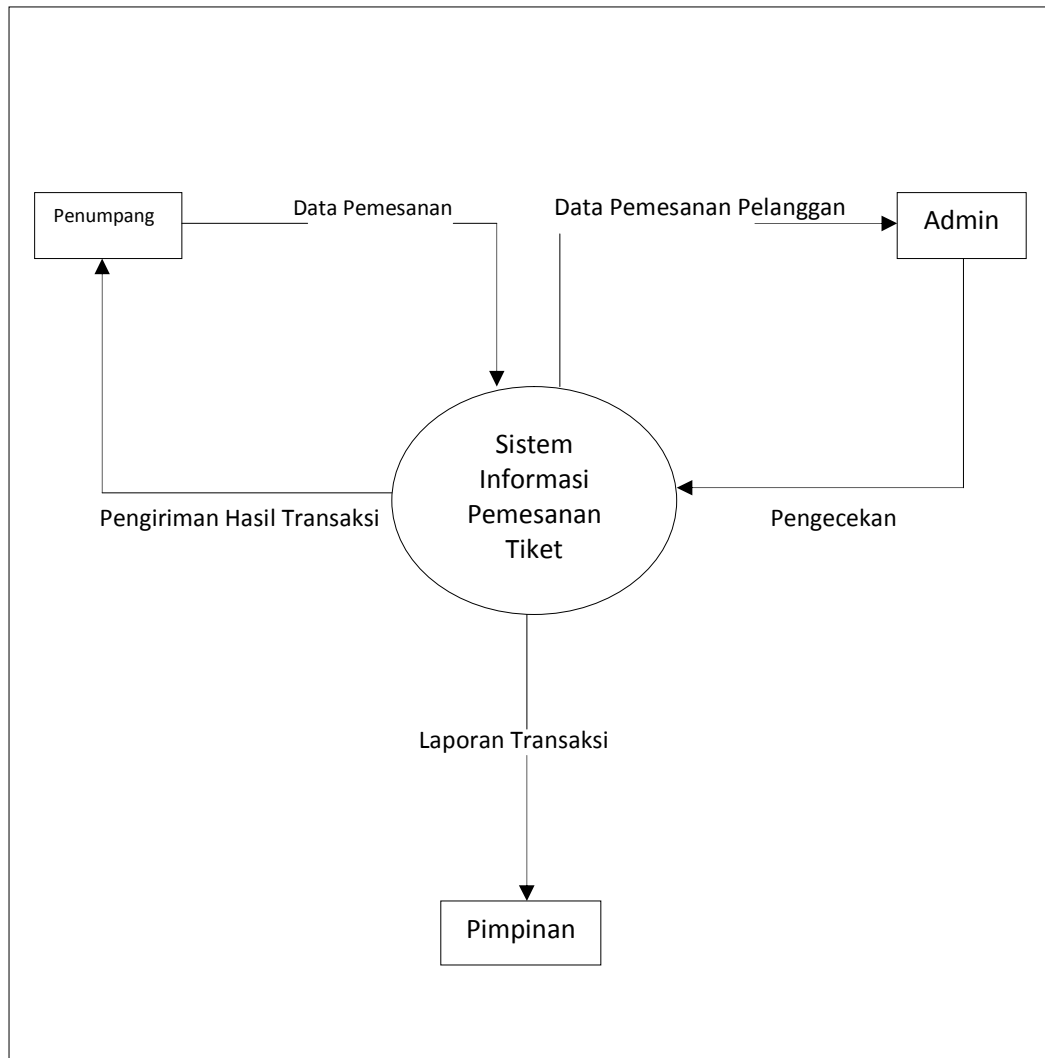 Penumpang
Data Pemesanan
Data Pemesanan Pelanggan
Admin
Sistem
Informasi
Pemesanan
Tiket
Pengiriman Hasil Transaksi
Pengecekan
Laporan Transaksi
Pimpinan